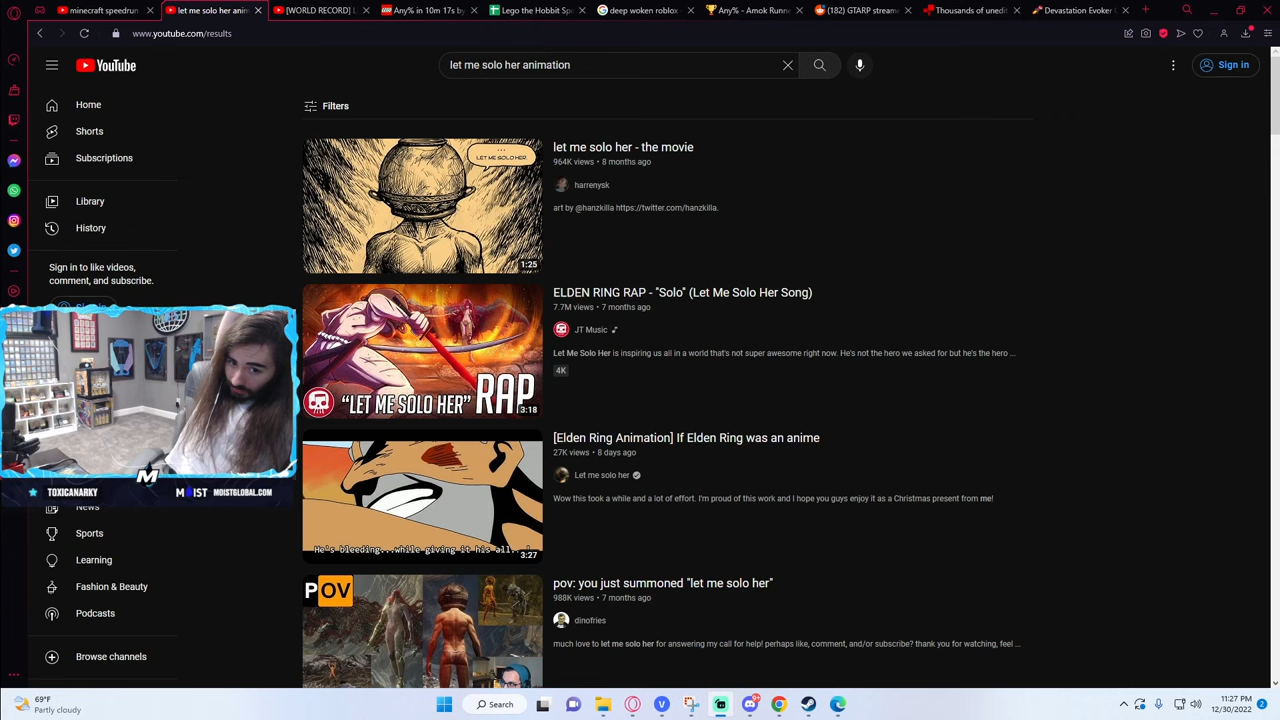 minecraft speedrun
let me solo her anim
[WORLD RECORD] L
Any% in 10m 17s by
Lego the Hobbit Spe
deep woken roblox
Any% - Amok Runne
(182) GTARP stream
Thousands of unedit
Devastation Evoker G
www.youtube.com/results
YouTube
let me solo her animation
Sign in
Home
Shorts
Subscriptions
Library
History
Sign in to like videos,
comment, and subscribe.
Filters
LET ME SOLO HER.
1:25
let me solo her - the movie
964K views • 8 months ago
harrenysk
art by @hanzkilla https://twitter.com/hanzkilla.
"LET ME SOLO HER" RAP
3:18
ELDEN RING RAP - "Solo" (Let Me Solo Her Song)
7.7M views • 7 months ago
JT Music
Let Me Solo Her is inspiring us all in a world that's not super awesome right now. He's not the hero we asked for but he's the hero ...
4K
He's bleeding...while giving it his all...
3:27
[Elden Ring Animation] If Elden Ring was an anime
27K views • 8 days ago
Let me solo her
Wow this took a while and a lot of effort. I'm proud of this work and I hope you guys enjoy it as a Christmas present from me!
POV
pov: you just summoned "let me solo her"
988K views • 7 months ago
dinofries
much love to let me solo her for answering my call for help! perhaps like, comment, and/or subscribe? thank you for watching, feel ...
M
TOXICANARKY
MOIST MOISTGLOBAL.COM
News
Sports
Learning
Fashion & Beauty
Podcasts
Browse channels
69°F
Partly cloudy
Search
11:27 PM
12/30/2022
2